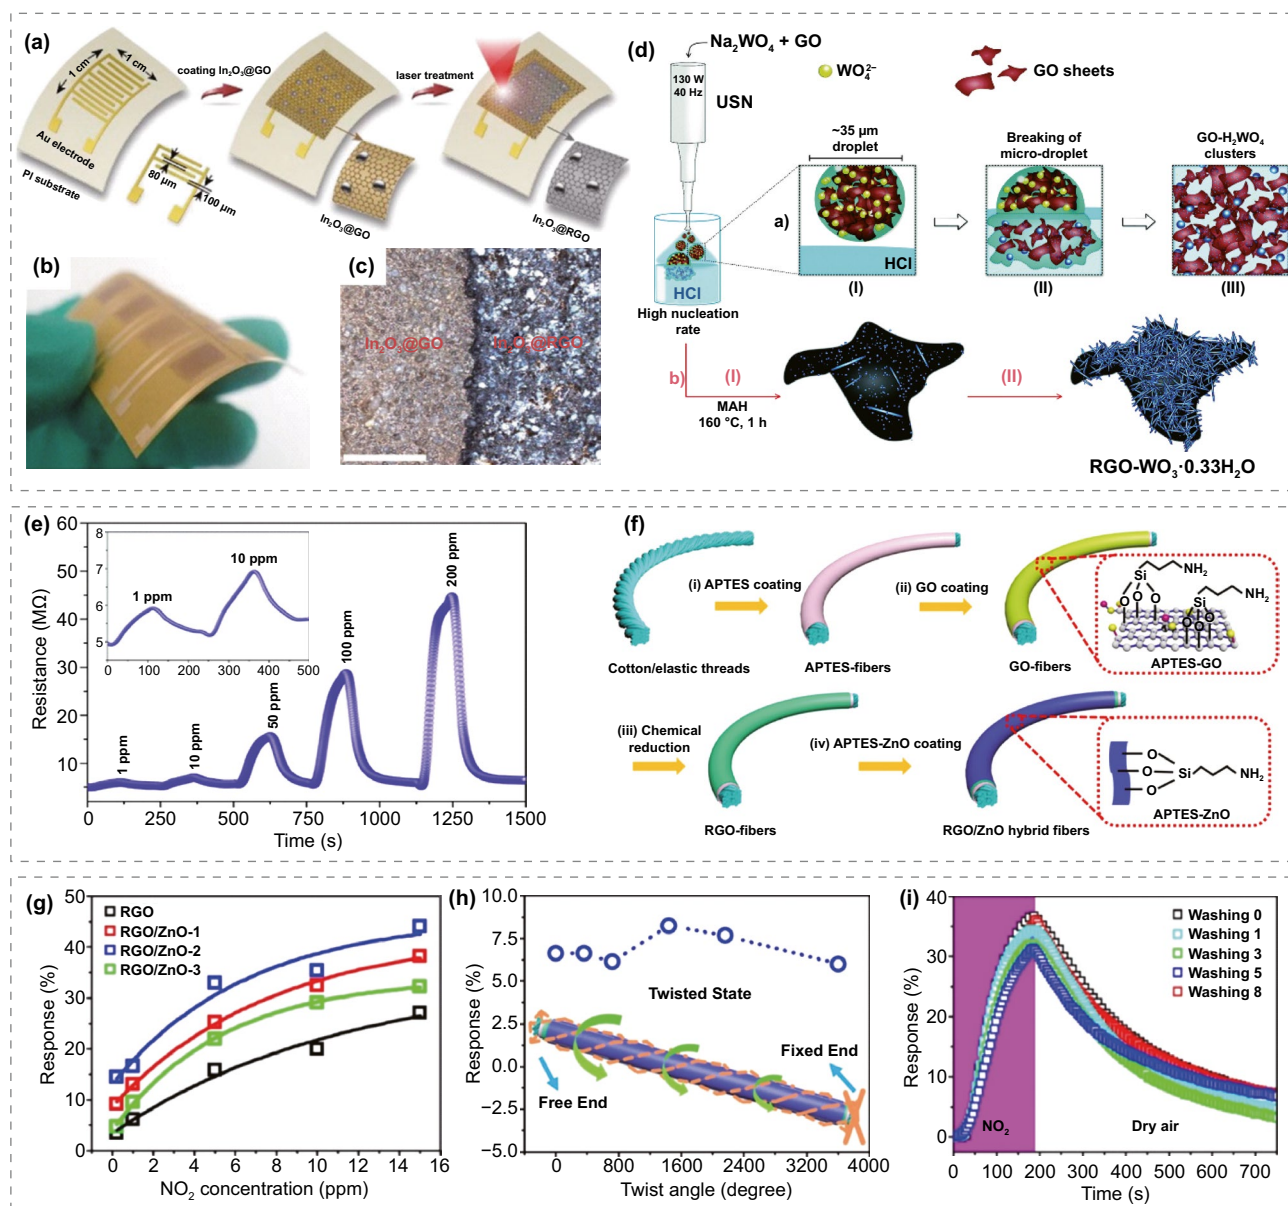 (a)
1 cm
1 cm
coating In₂O₃@GO
laser treatment
Au electrode
PI substrate
80 μm
100 μm
In₂O₃@GO
In₂O₃@RGO
(b)
(c)
In₂O₃@GO
In₂O₃@RGO
(d)
Na₂WO₄ + GO
130 W
40 Hz
USN
WO₄²⁻
GO sheets
~35 μm
droplet
Breaking of
micro-droplet
GO-H₂WO₄
clusters
a)
HCl
HCl
(I)
(II)
(III)
High nucleation
rate
b)
(I)
MAH
160 °C, 1 h
(II)
RGO-WO₃·0.33H₂O
(e)
Resistance (MΩ)
60
50
40
30
20
10
8
7
6
5
0 100 200 300 400 500
1 ppm
10 ppm
1 ppm
10 ppm
50 ppm
100 ppm
200 ppm
0 250 500 750 1000 1250 1500
Time (s)
(f)
(i) APTES coating
(ii) GO coating
Cotton/elastic threads
APTES-fibers
GO-fibers
Si
NH₂
Si
NH₂
O O O
O O O
APTES-GO
(iii) Chemical
reduction
(iv) APTES-ZnO coating
RGO-fibers
RGO/ZnO hybrid fibers
O
O
O
Si
NH₂
APTES-ZnO
(g)
RGO
RGO/ZnO-1
RGO/ZnO-2
RGO/ZnO-3
Response (%)
50
40
30
20
10
0
0 2 4 6 8 10 12 14 16
NO₂ concentration (ppm)
(h)
Response (%)
10.0
7.5
5.0
2.5
0.0
−2.5
−5.0
Twisted State
Fixed End
Free End
0 800 1600 2400 3200 4000
Twist angle (degree)
(i)
Response (%)
40
30
20
10
0
Washing 0
Washing 1
Washing 3
Washing 5
Washing 8
NO₂
Dry air
0 100 200 300 400 500 600 700
Time (s)